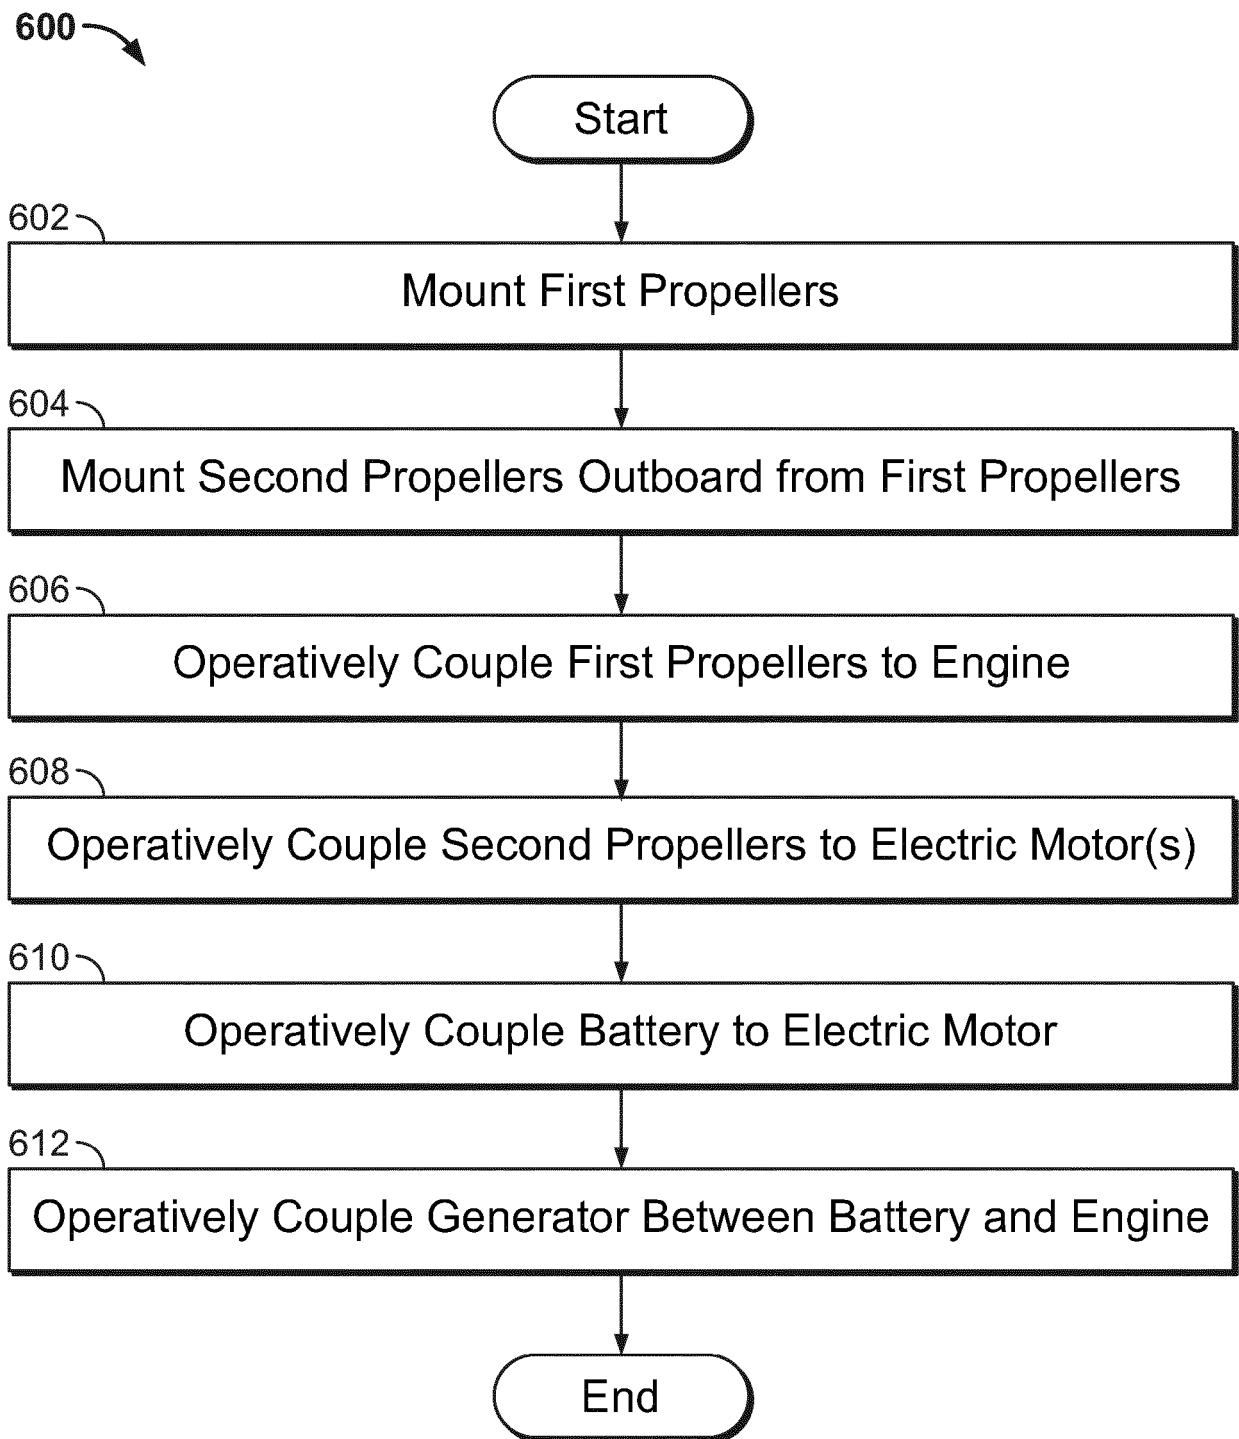 600
Start
602
Mount First Propellers
604
Mount Second Propellers Outboard from First Propellers
606
Operatively Couple First Propellers to Engine
608
Operatively Couple Second Propellers to Electric Motor(s)
610
Operatively Couple Battery to Electric Motor
612
Operatively Couple Generator Between Battery and Engine
End